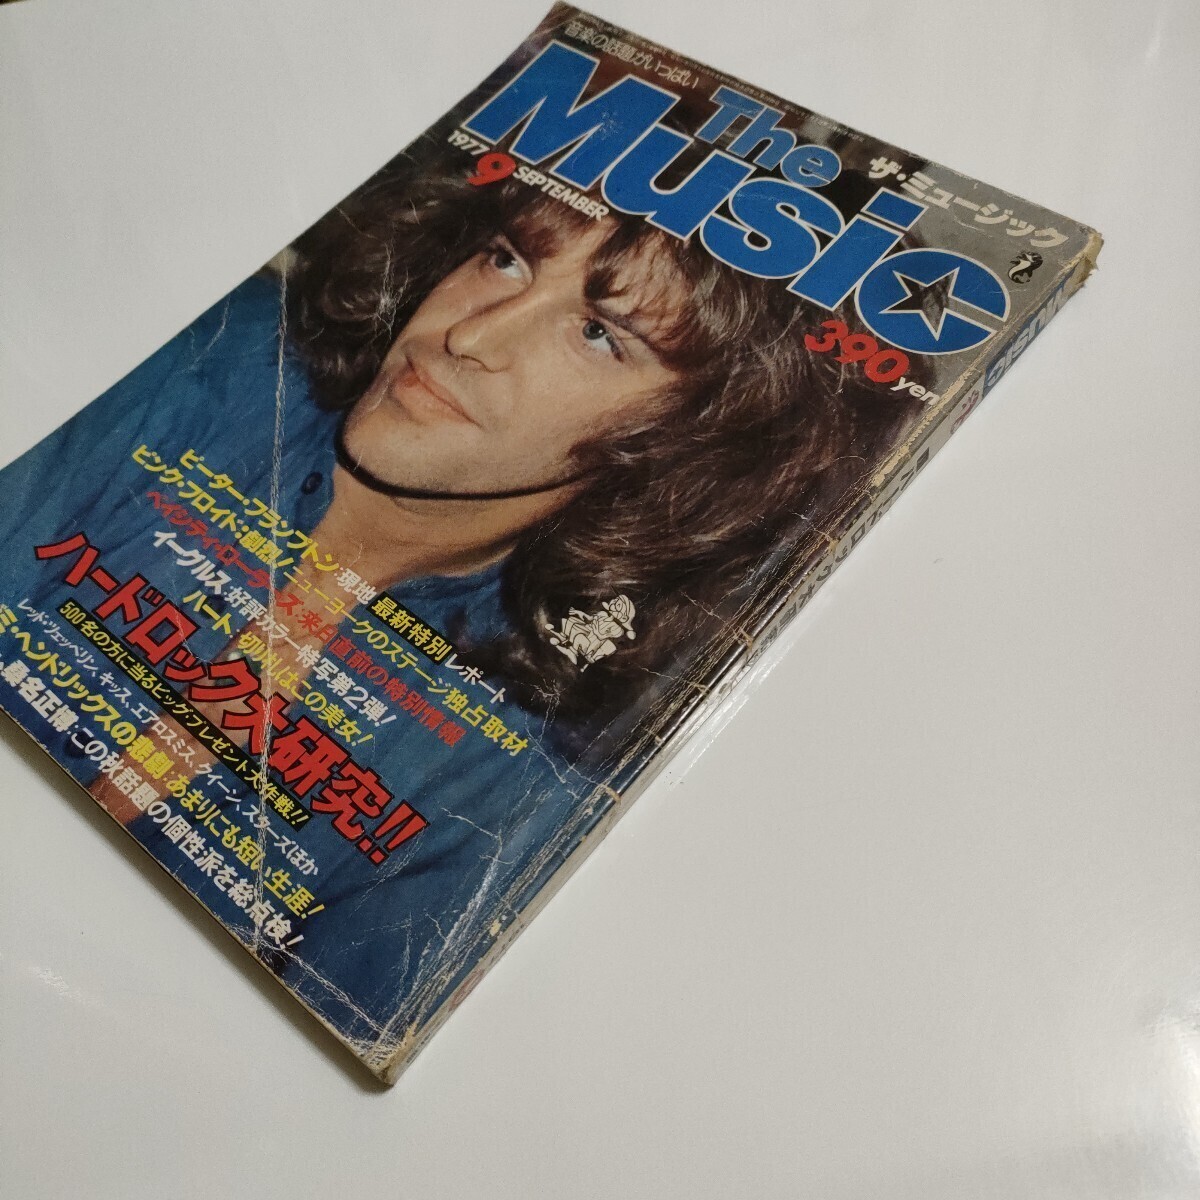 音楽の話題がいっぱい
The Music
ザ・ミュージック
1977 9 SEPTEMBER
390yen
ピーター・フランプトン:現地最新特別レポート
ピンク・フロイド:劇烈!ニューヨークのステージ独占取材
ベイシティ・ローラーズ:来日直前の特別情報
イーグルス:好評カラー特写第2弾!
ハート:切り札はこの美女!
ハードロック大研究!!
500名の方に当るビッグ・プレゼント大作戦!!
レッド・ツェッペリン、キッス、エアロスミス、クイーン、スターズほか
ミ・ヘンドリックスの悲劇:あまりにも短い生涯!
桑名正博:この秋話題の個性派を総点検!